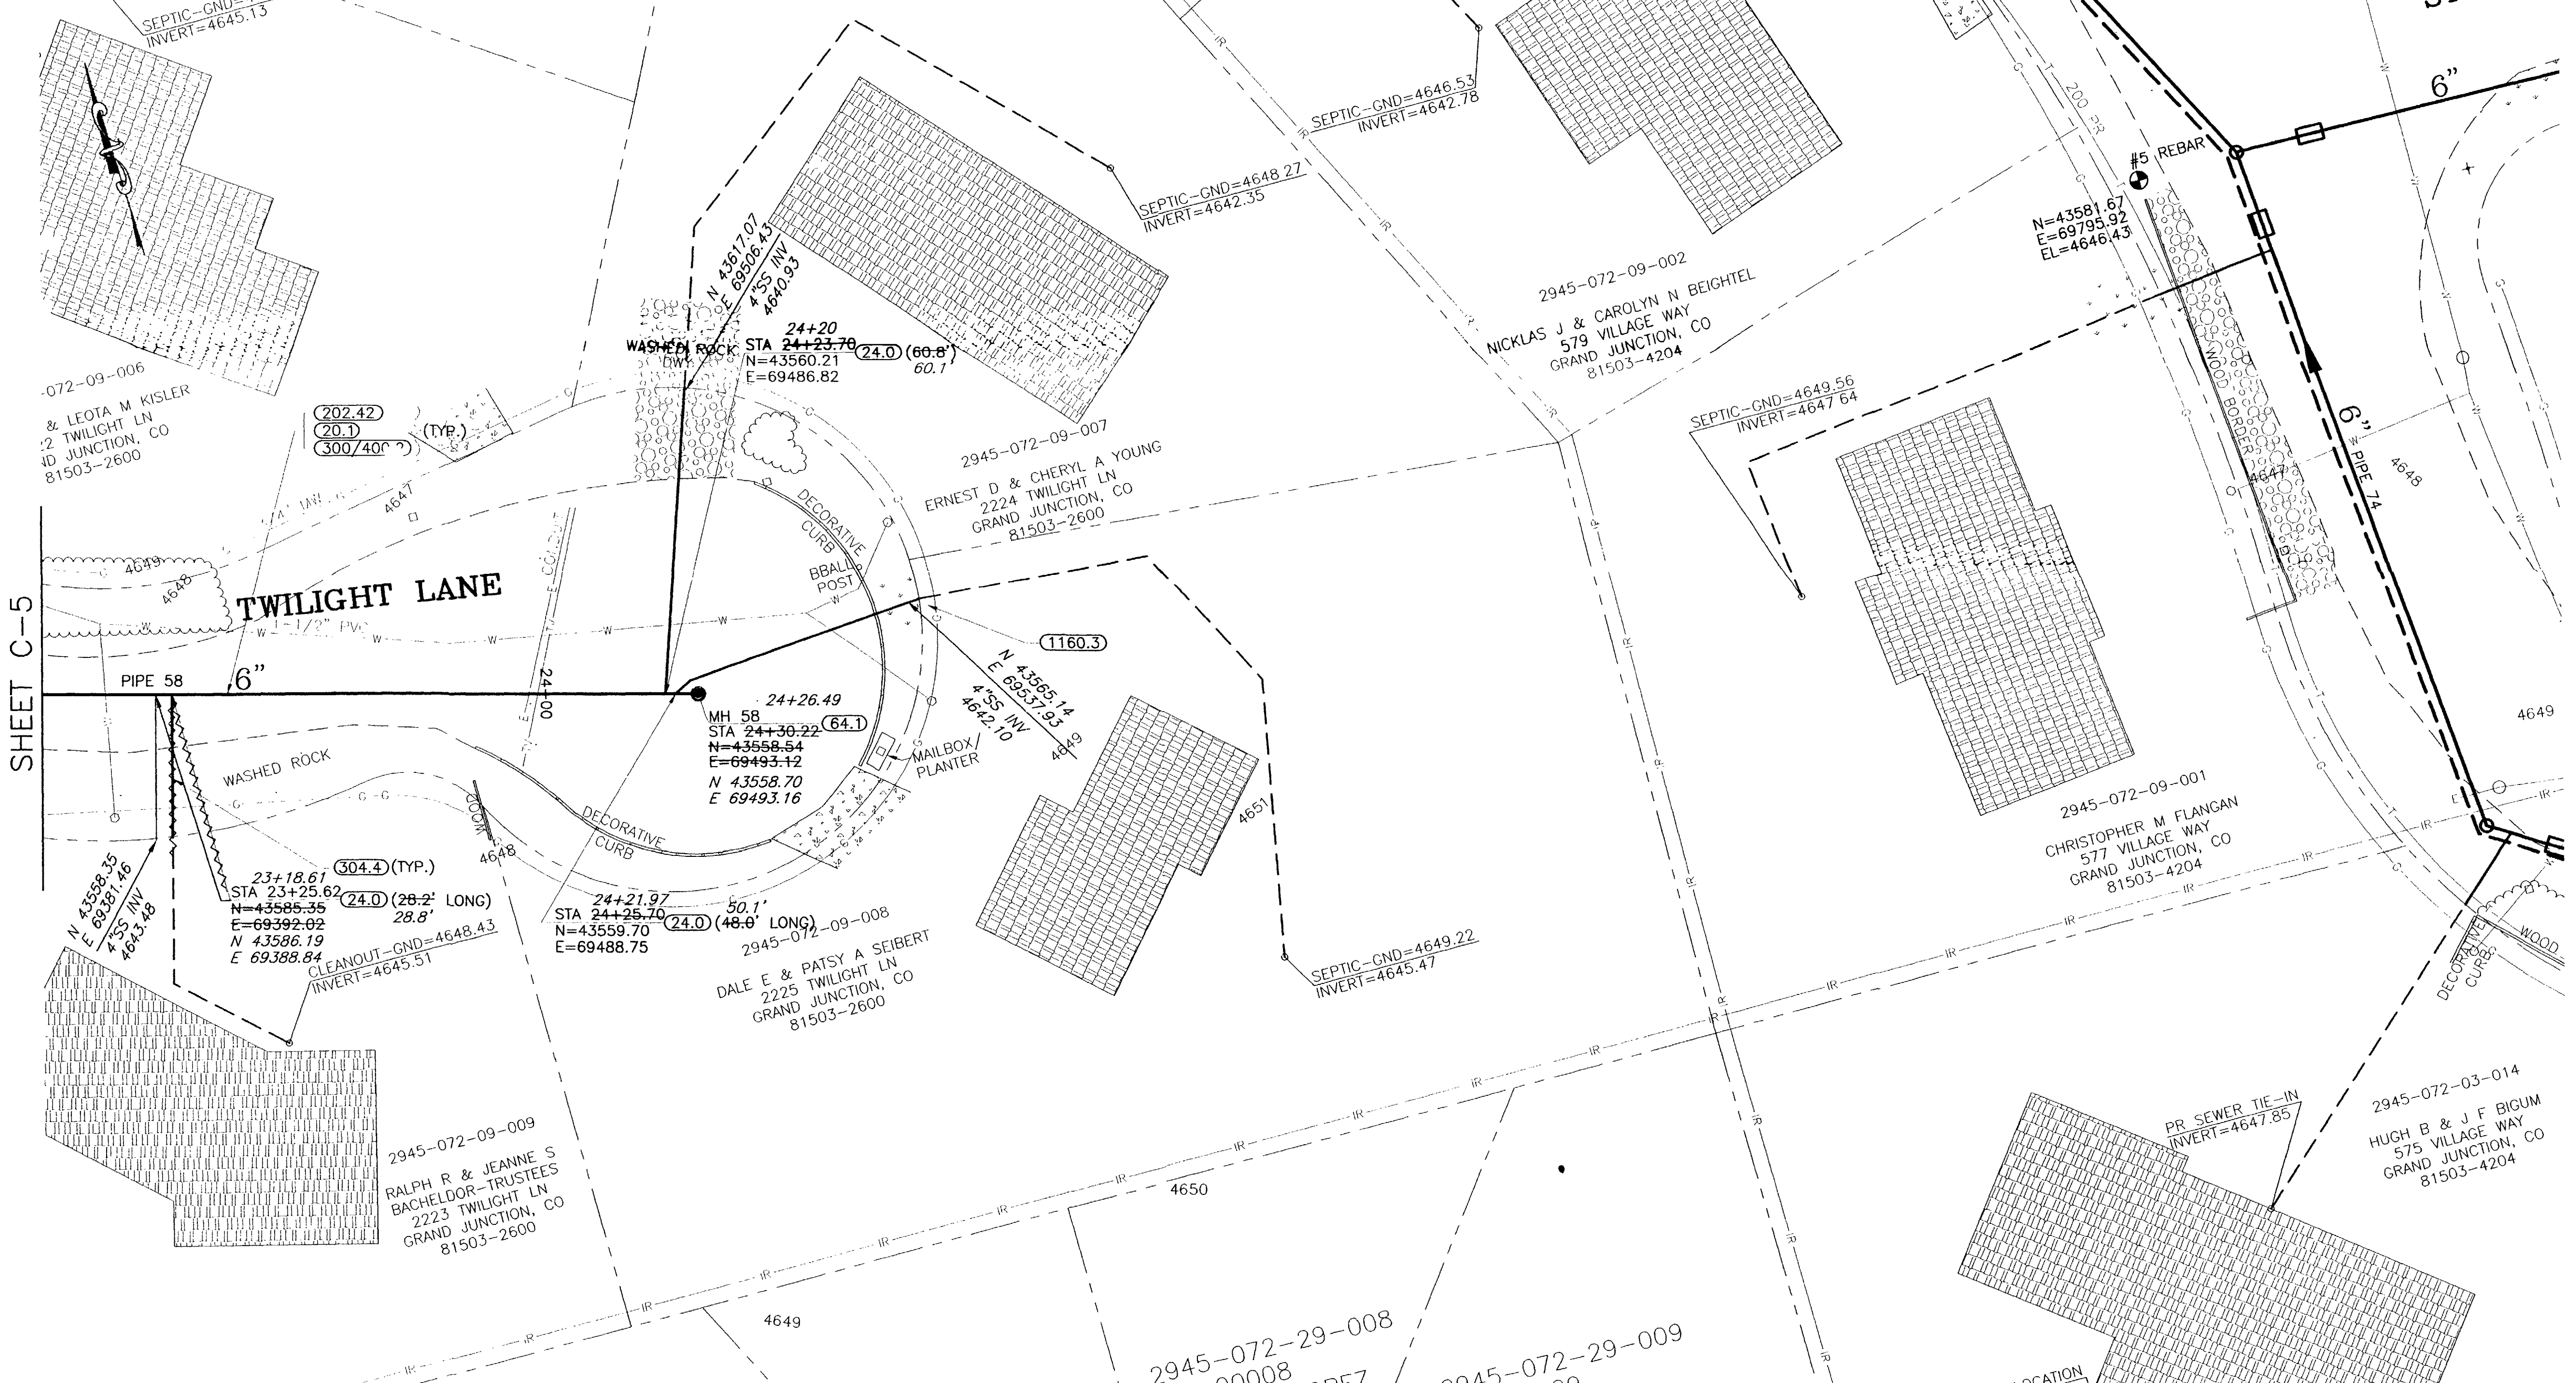 SEPTIC-GND=
INVERT=4645.13
SEPTIC-GND=4646.53
INVERT=4642.78
SEPTIC-GND=4648.27
INVERT=4642.35
6"
200 PR
#5 REBAR
N=43581.67
E=69795.92
EL=4646.43
N 43617.07
E 69506.43
4"SS INV
4640.93
WASHED ROCK
DWY
24+20
STA 24+23.70
24.0 (60.8')
60.1'
N=43560.21
E=69486.82
2945-072-09-002
NICKLAS J & CAROLYN N BEIGHTEL
579 VILLAGE WAY
GRAND JUNCTION, CO
81503-4204
-072-09-006
& LEOTA M KISLER
22 TWILIGHT LN
ND JUNCTION, CO
81503-2600
202.42
20.1
(TYP.)
2945-072-09-007
ERNEST D & CHERYL A YOUNG
2224 TWILIGHT LN
GRAND JUNCTION, CO
81503-2600
SEPTIC-GND=4649.56
INVERT=4647 64
WOOD BORDER
6"
PIPE 74
4647
4648
4647
4649
4648
DECORATIVE
CURB
BBALL
POST
SHEET C-5
TWILIGHT LANE
1-1/2" PVC
PIPE 58
6"
24+00
1160.3
N 43565.14
E 69537.93
4"SS INV
4642.10
4649
24+26.49
MH 58
64.1
STA 24+30.22
N=43558.54
E=69493.12
N 43558.70
E 69493.16
MAILBOX/
PLANTER
4649
WASHED ROCK
WOOD
4648
DECORATIVE
CURB
4651
2945-072-09-001
CHRISTOPHER M FLANGAN
577 VILLAGE WAY
GRAND JUNCTION, CO
81503-4204
N 43558.35
E 69381.46
4"SS INV
4643.48
304.4 (TYP.)
23+18.61
STA 23+25.62
24.0 (28.2' LONG)
28.8'
N=43585.35
E=69392.02
N 43586.19
E 69388.84
CLEANOUT-GND=4648.43
INVERT=4645.51
24+21.97
50.1'
STA 24+25.70
24.0 (48.0' LONG)
N=43559.70
E=69488.75
2945-072-09-008
DALE E & PATSY A SEIBERT
2225 TWILIGHT LN
GRAND JUNCTION, CO
81503-2600
SEPTIC-GND=4649.22
INVERT=4645.47
DECORATIVE
CURB
WOOD
2945-072-09-009
RALPH R & JEANNE S
BACHELDOR-TRUSTEES
2223 TWILIGHT LN
GRAND JUNCTION, CO
81503-2600
PR SEWER TIE-IN
INVERT=4647.85
2945-072-03-014
HUGH B & J F BIGUM
575 VILLAGE WAY
GRAND JUNCTION, CO
81503-4204
4650
4649
2945-072-29-008
00008
2945-072-29-009
OCATION